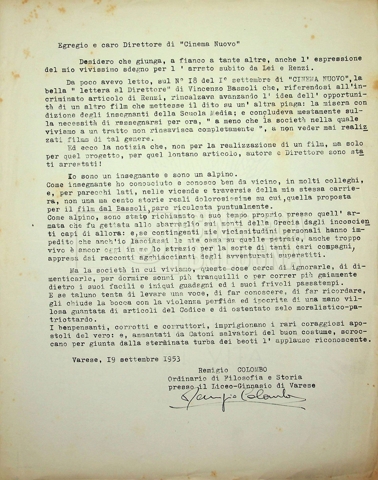 Egregio e caro Direttore di "Cinema Nuovo"
Desidero che giunga, a fianco a tante altre, anche l'espressione
del mio vivissimo sdegno per l'arresto subìto da Lei e Renzi.
Da poco avevo letto, sul N° 18 del I° settembre di "CINEMA NUOVO", la
bella "lettera al Direttore" di Vincenzo Bassoli che, riferendosi all'in-
criminato articolo di Renzi, rincalzava avanzando l'idea dell'opportuni-
tà di un altro film che mettesse il dito su un'altra piaga: la misera con-
dizione degli insegnanti della Scuola Media; e concludeva mestamente sul-
la necessità di rassegnarsi per ora, " a meno che la società nella quale
viviamo a un tratto non rinsavisca completamente ", a non veder mai realiz
zati films di tal genere.
Ed ecco la notizia che, non per la realizzazione di un film, ma solo
per quel progetto, per quel lontano articolo, autore e Direttore sono sta
ti arrestati!
Io sono un insegnante e sono un alpino.
Come insegnante ho conosciuto e conosco ben da vicino, in molti colleghi,
e, per parecchi lati, nelle vicende e traversie della mia stessa carrie-
ra, non una ma cento storie reali dolorosissime su cui, quella proposta
per il film dal Bassoli, pare ricalcata puntualmente.
Come alpino, sono stato richiamato a suo tempo proprio presso quell'ar-
mata che fu gettata allo sbaraglio sui monti della Grecia dagli incoscien
ti capi di allora: e, se contingenti mie vicissitudini personali hanno im-
pedito che anch'io lasciassi le mie ossa su quelle pietraie, anche troppo
vivo è ancor oggi in me lo strazio per la sorte di tanti cari compagni,
appresa dai racconti agghiaccianti degli avventurati superstiti.
Ma la società in cui viviamo, queste cose cerca di ignorarle, di di-
menticarle, per dormire sonni più tranquilli e per correr più gaiamente
dietro i suoi facili e iniqui guadagni ed i suoi frivoli passatempi.
E se taluno tenta di levare una voce, di far conoscere, di far ricordare,
gli chiude la bocca con la violenza perfida ed ipocrita di una mano vil-
losa guantata di articoli del Codice e di ostentato zelo moralistico-pa-
triottardo.
I benpensanti, corrotti e corruttori, imprigionano i rari coraggiosi apo-
stoli del vero: e, ammantati da Catoni salvatori del buon costume, scroc-
cano per giunta dalla sterminata turba dei beoti l'applauso riconoscente.
Varese, 19 settembre 1953
Remigio COLOMBO
Ordinario di Filosofia e Storia
presso il Liceo-Ginnasio di Varese
Remigio Colombo